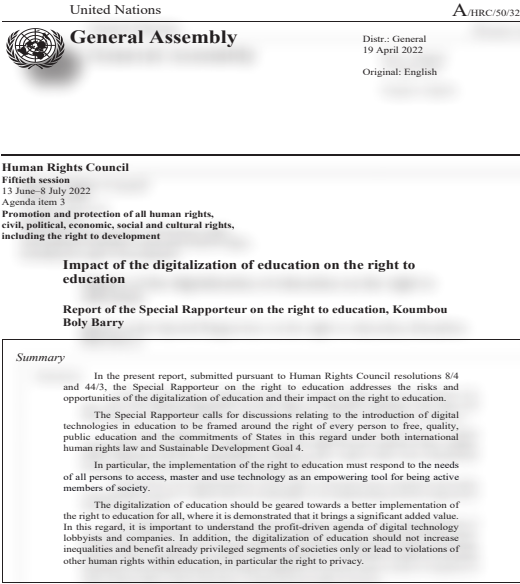 United Nations
A/HRC/50/32
General Assembly
Distr.: General
19 April 2022
Original: English
Human Rights Council
Fiftieth session
13 June–8 July 2022
Agenda item 3
Promotion and protection of all human rights,
civil, political, economic, social and cultural rights,
including the right to development
Impact of the digitalization of education on the right to
education
Report of the Special Rapporteur on the right to education, Koumbou
Boly Barry
Summary
In the present report, submitted pursuant to Human Rights Council resolutions 8/4
and 44/3, the Special Rapporteur on the right to education addresses the risks and
opportunities of the digitalization of education and their impact on the right to education.
The Special Rapporteur calls for discussions relating to the introduction of digital
technologies in education to be framed around the right of every person to free, quality,
public education and the commitments of States in this regard under both international
human rights law and Sustainable Development Goal 4.
In particular, the implementation of the right to education must respond to the needs
of all persons to access, master and use technology as an empowering tool for being active
members of society.
The digitalization of education should be geared towards a better implementation of
the right to education for all, where it is demonstrated that it brings a significant added value.
In this regard, it is important to understand the profit-driven agenda of digital technology
lobbyists and companies. In addition, the digitalization of education should not increase
inequalities and benefit already privileged segments of societies only or lead to violations of
other human rights within education, in particular the right to privacy.